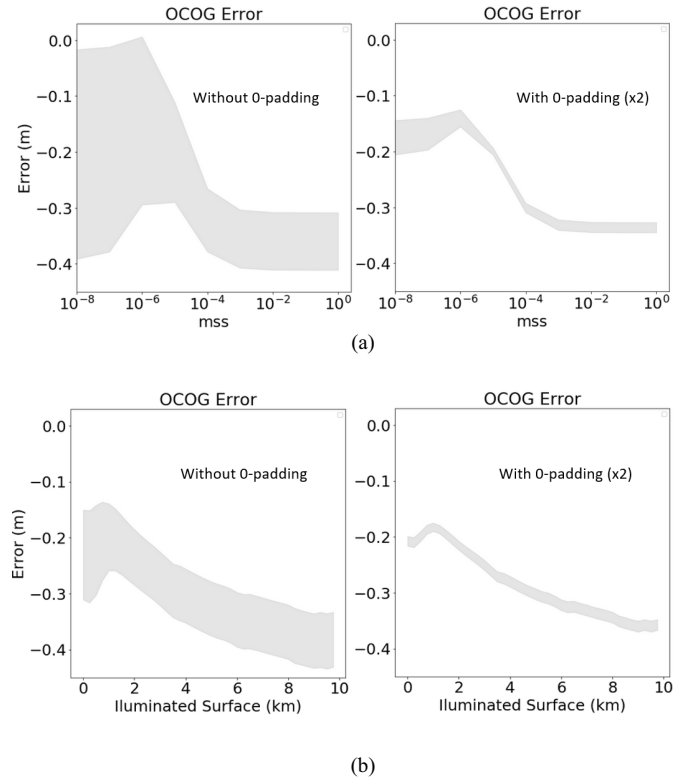 OCOG Error
OCOG Error
0.0
−0.1
−0.2
−0.3
−0.4
Error (m)
Without 0-padding
10⁻⁸ 10⁻⁶ 10⁻⁴ 10⁻² 10⁰
mss
0.0
−0.1
−0.2
−0.3
−0.4
With 0-padding (x2)
10⁻⁸ 10⁻⁶ 10⁻⁴ 10⁻² 10⁰
mss
(a)
OCOG Error
OCOG Error
0.0
−0.1
−0.2
−0.3
−0.4
Error (m)
Without 0-padding
0 2 4 6 8 10
Iluminated Surface (km)
0.0
−0.1
−0.2
−0.3
−0.4
With 0-padding (x2)
0 2 4 6 8 10
Iluminated Surface (km)
(b)